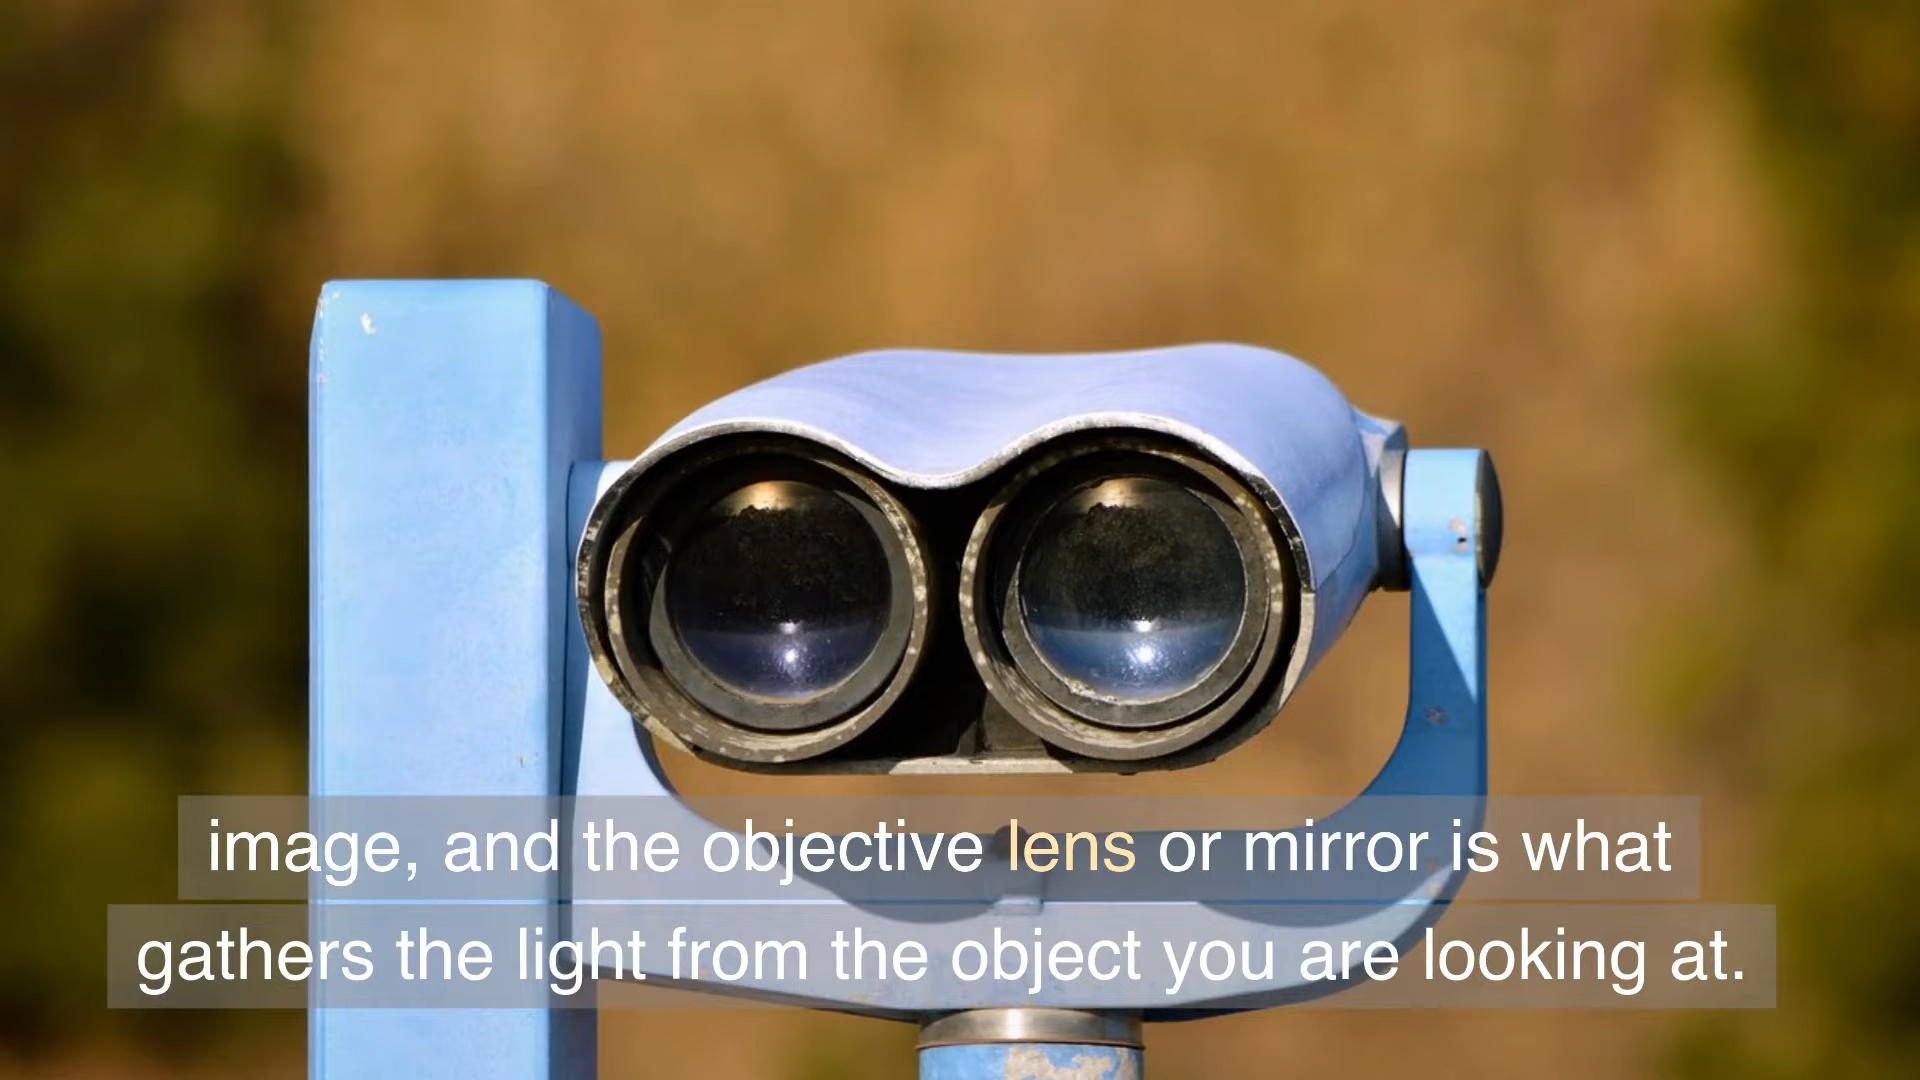 image, and the objective lens or mirror is what
gathers the light from the object you are looking at.